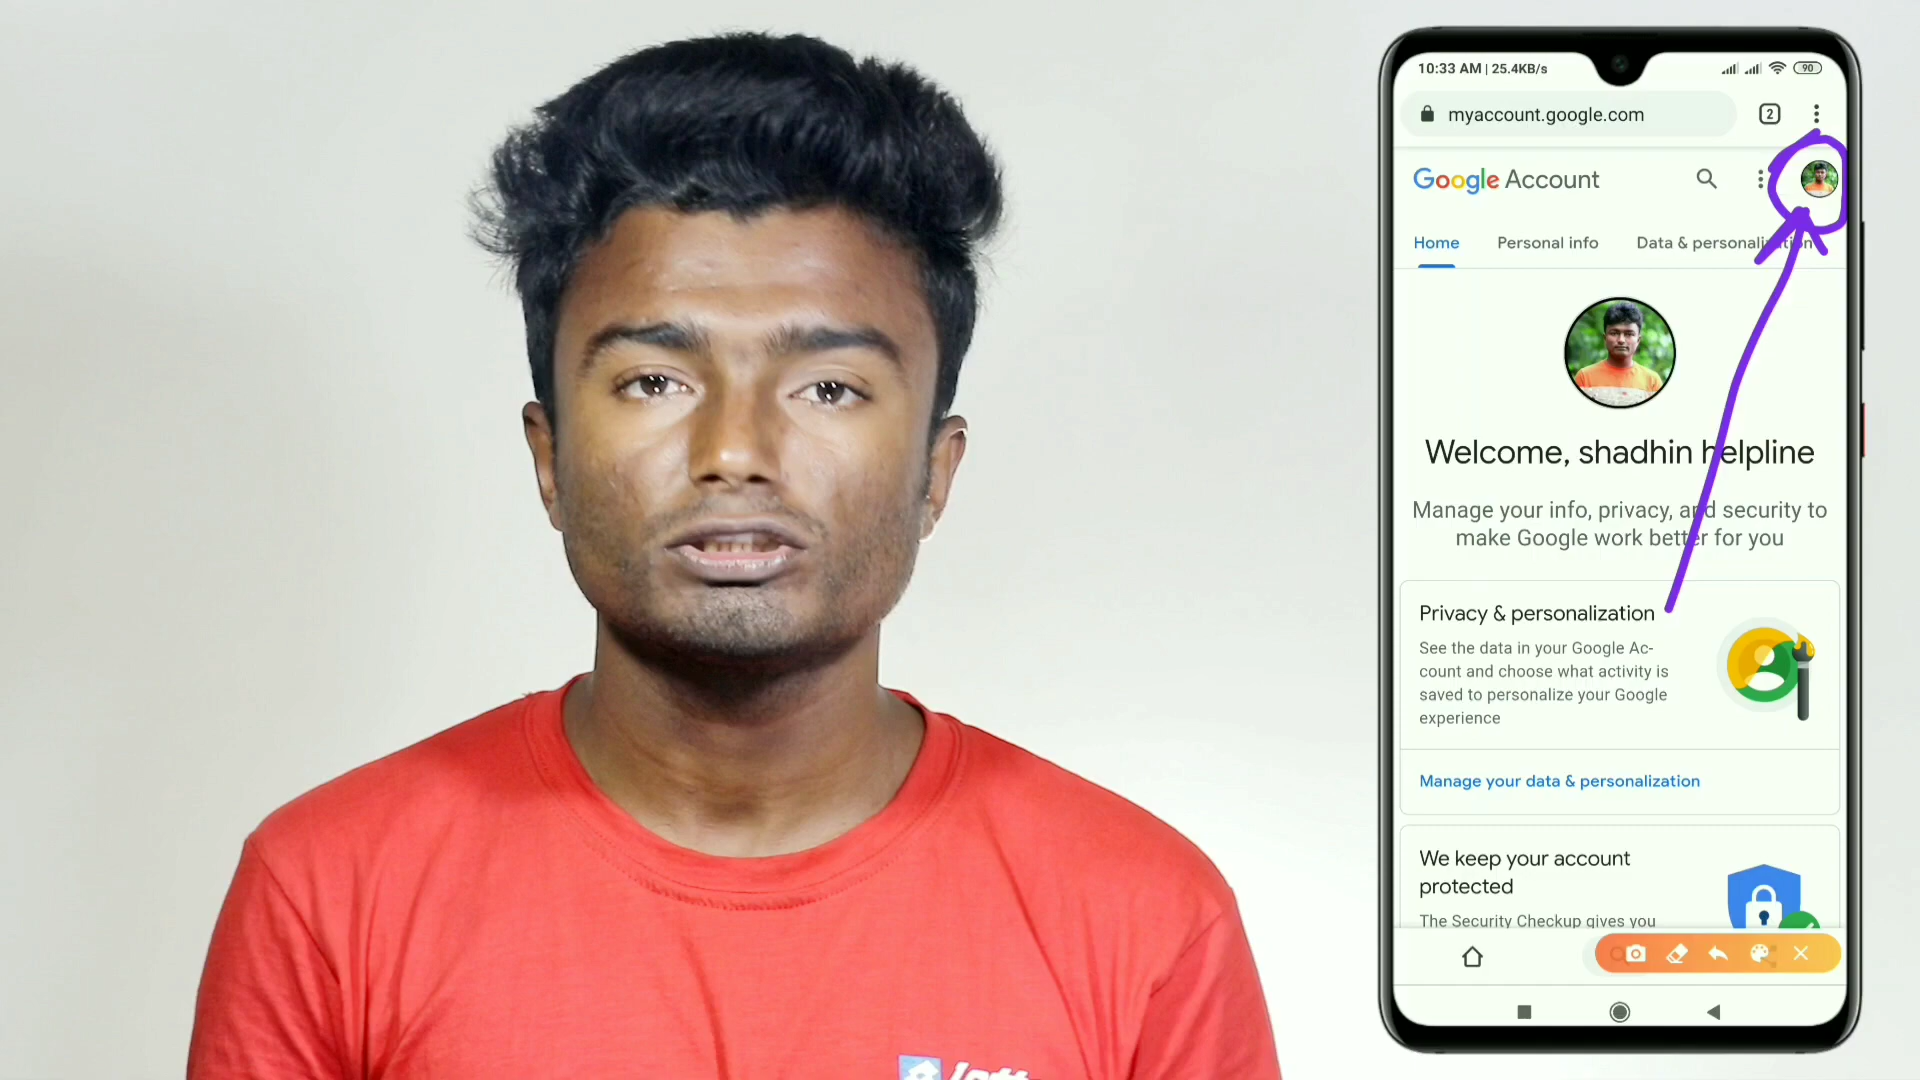 10:33 AM | 25.4KB/s
90
myaccount.google.com
2
Google Account
Home Personal info Data & personalization
Welcome, shadhin helpline
Manage your info, privacy, and security to
make Google work better for you
Privacy & personalization
See the data in your Google Ac-
count and choose what activity is
saved to personalize your Google
experience
Manage your data & personalization
We keep your account
protected
The Security Checkup gives you